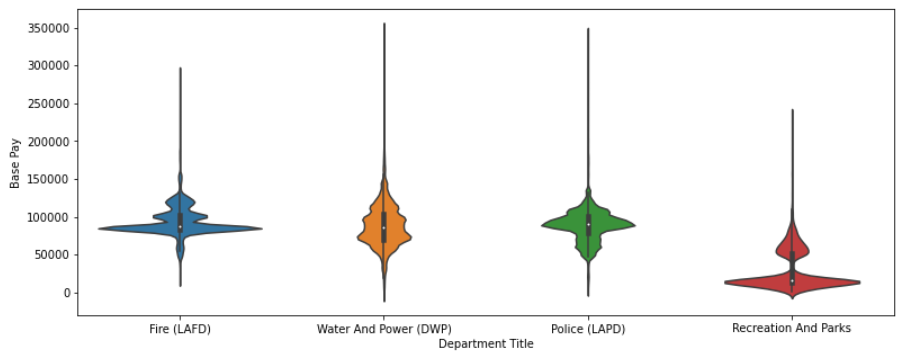 350000
300000
250000
200000
150000
100000
50000
0
Base Pay
Fire (LAFD)
Water And Power (DWP)
Police (LAPD)
Recreation And Parks
Department Title